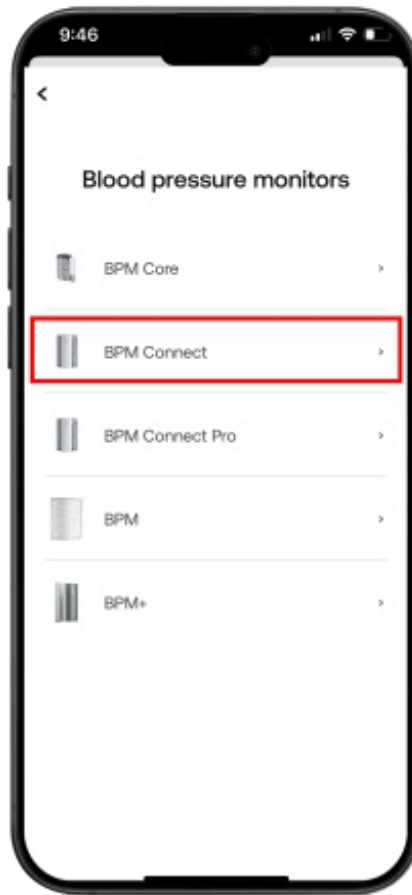 9:46
Blood pressure monitors
BPM Core
BPM Connect
BPM Connect Pro
BPM
BPM+